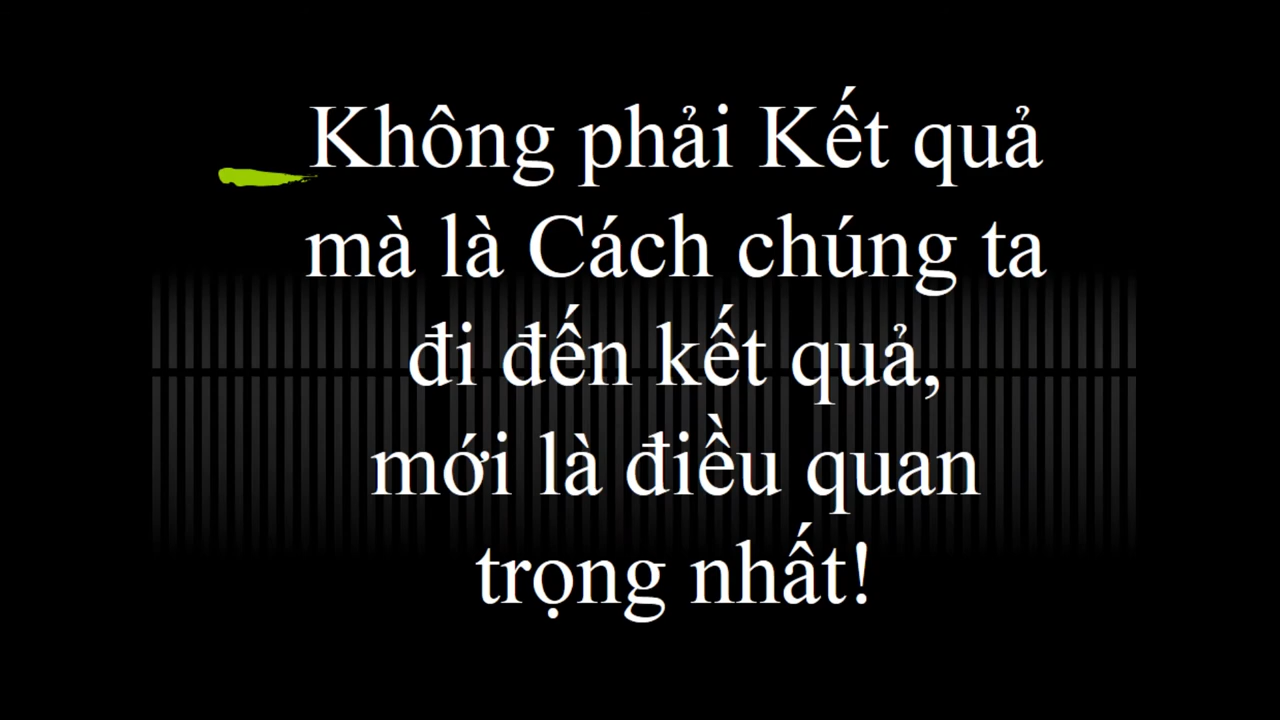 Không phải Kết quả
mà là Cách chúng ta
đi đến kết quả,
mới là điều quan
trọng nhất!